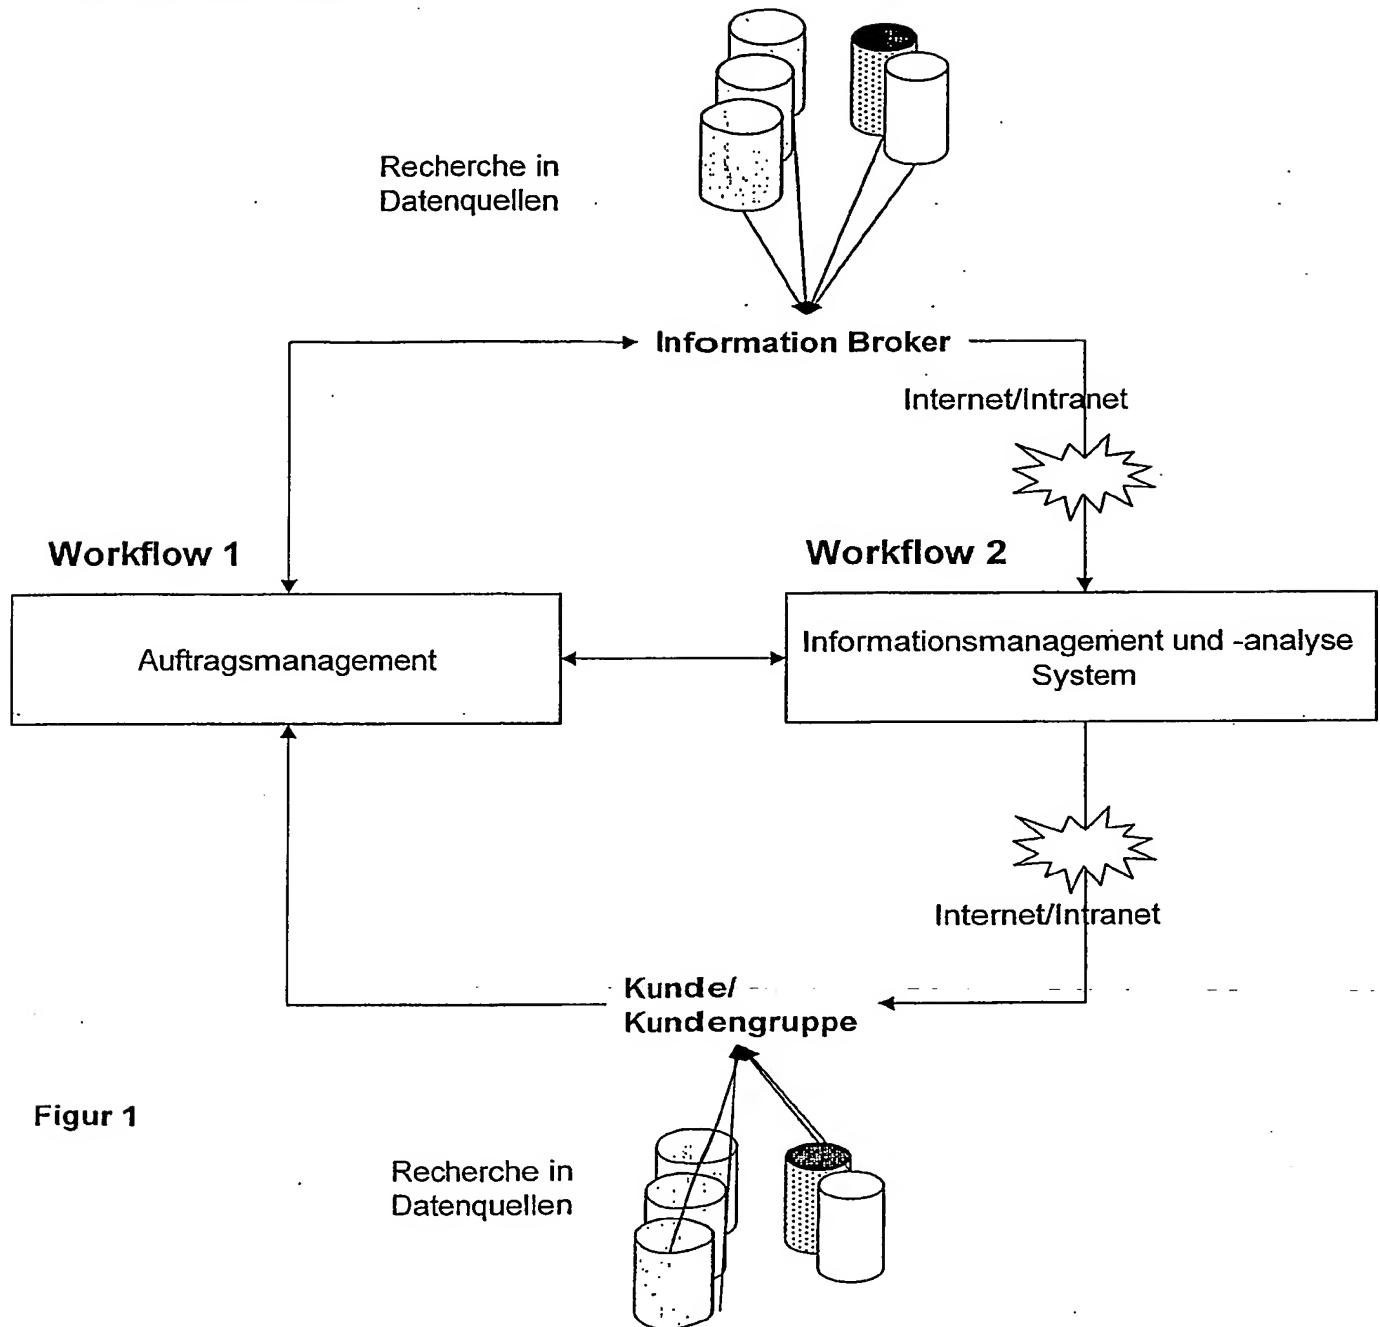 Recherche in
Datenquellen
Information Broker
Internet/Intranet
Workflow 1
Workflow 2
Auftragsmanagement
Informationsmanagement und -analyse
System
Internet/Intranet
Kunde/
Kundengruppe
Figur 1
Recherche in
Datenquellen